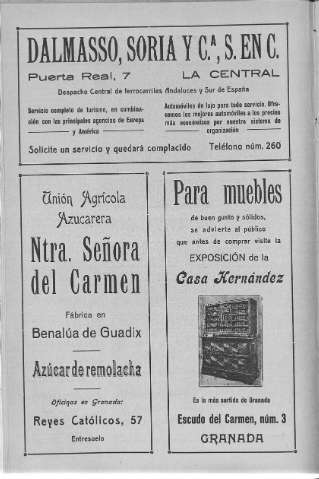 DALMASSO, SORIA Y C.ª, S. EN C.
Puerta Real, 7 LA CENTRAL
Despacho Central de ferrocarriles Andaluces y Sur de España
Servicio completo de turismo, en combina-
ción con las principales agencias de Europa
y América
Automóviles de lujo para todo servicio. Ofre-
cemos los mejores automóviles a los precios
más económicos por nuestro sistema de
organización
Solicite un servicio y quedará complacido Teléfono núm. 260
Unión Agrícola
Azucarera
Ntra. Señora
del Carmen
Fábrica en
Benalúa de Guadix
Azúcar de remolacha
Oficinas en Granada:
Reyes Católicos, 57
Entresuelo
Para muebles
de buen gusto y sólidos,
se advierte al público
que antes de comprar visite la
EXPOSICIÓN de la
Casa Hernández
En la más surtida de Granada
Escudo del Carmen, núm. 3
GRANADA